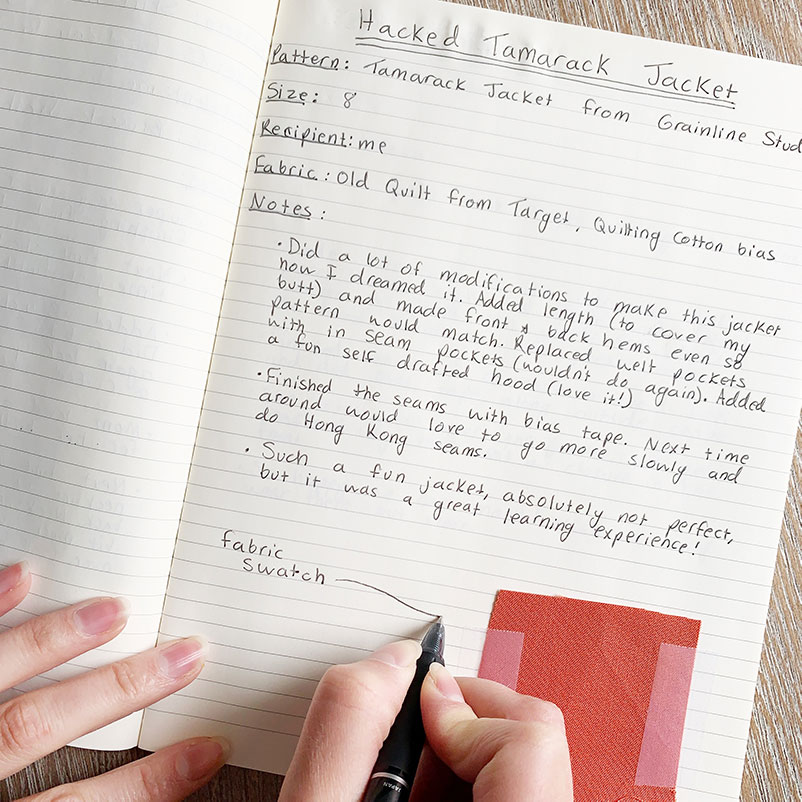 Hacked Tamarack Jacket
Pattern: Tamarack Jacket from Grainline Stud
Size: 8
Recipient: me
Fabric: Old Quilt from Target, Quilting Cotton bias
Notes:
• Did a lot of modifications to make this jacket
how I dreamed it. Added length (to cover my
butt) and made front & back hems even so
pattern would match. Replaced welt pockets
with in seam pockets (wouldn't do again). Added
a fun self drafted hood (love it!)
• Finished the seams with bias tape. Next time
around would love to go more slowly and
do Hong Kong seams.
• Such a fun jacket, absolutely not perfect,
but it was a great learning experience!
fabric
swatch
JAPAN